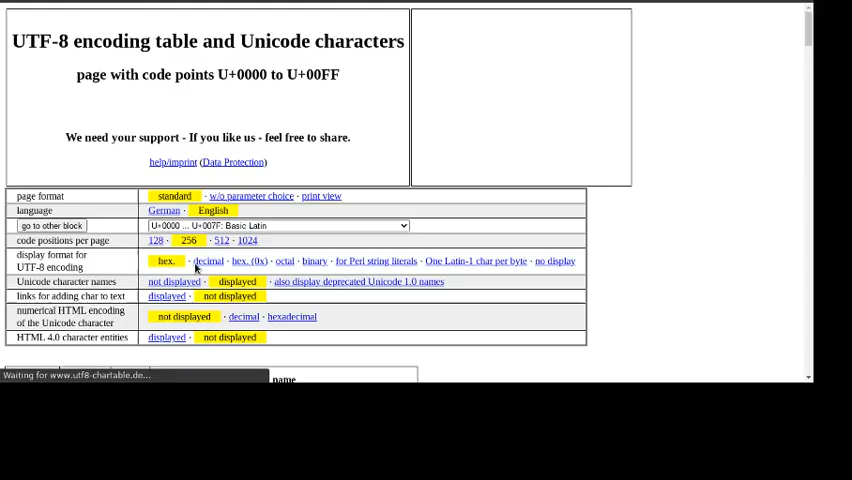 UTF-8 encoding table and Unicode characters
page with code points U+0000 to U+00FF
We need your support - If you like us - feel free to share.
help/imprint (Data Protection)
page format standard · w/o parameter choice · print view
language German · English
go to other block U+0000 ... U+007F: Basic Latin
code positions per page 128 · 256 · 512 · 1024
display format for
UTF-8 encoding hex. · decimal · hex. (0x) · octal · binary · for Perl string literals · One Latin-1 char per byte · no display
Unicode character names not displayed · displayed · also display deprecated Unicode 1.0 names
links for adding char to text displayed · not displayed
numerical HTML encoding
of the Unicode character not displayed · decimal · hexadecimal
HTML 4.0 character entities displayed · not displayed
name
Waiting for www.utf8-chartable.de...